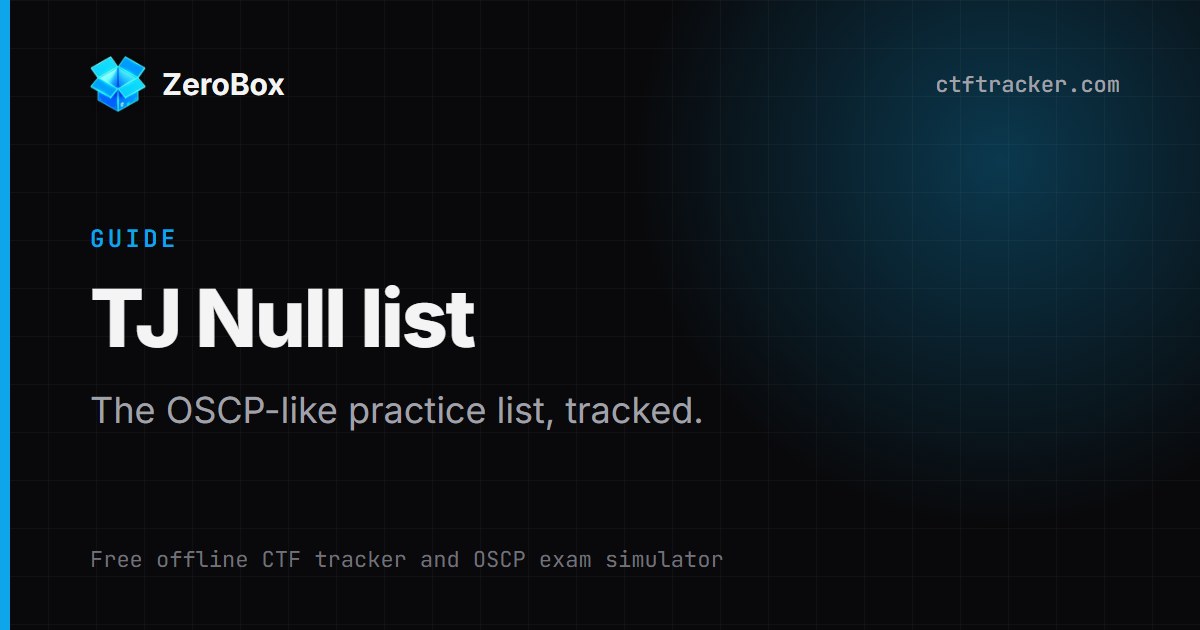 ZeroBox
ctftracker.com
GUIDE
TJ Null list
The OSCP-like practice list, tracked.
Free offline CTF tracker and OSCP exam simulator